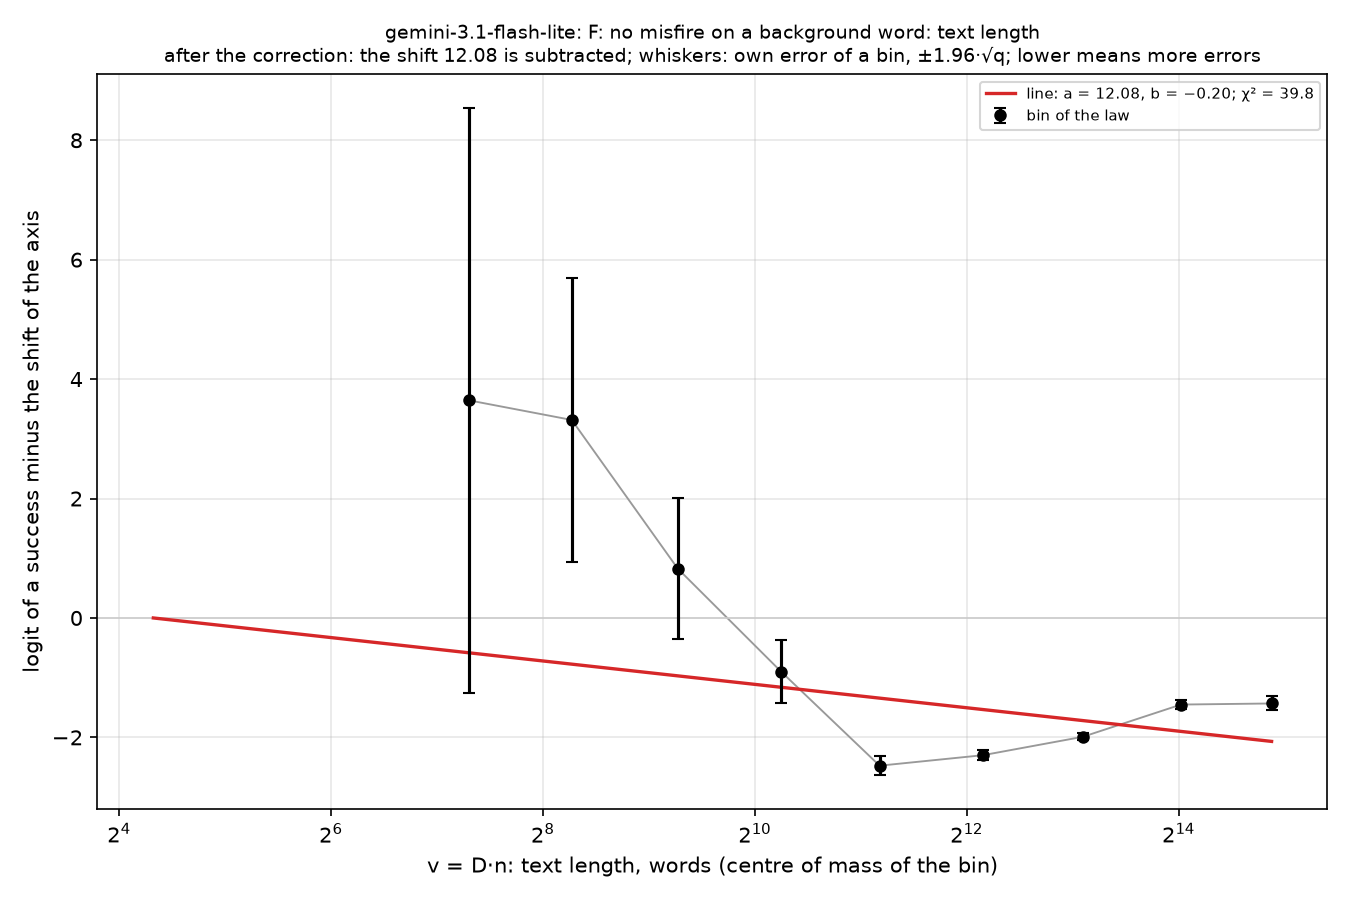 gemini-3.1-flash-lite: F: no misfire on a background word: text length
after the correction: the shift 12.08 is subtracted; whiskers: own error of a bin, ±1.96·√q; lower means more errors
line: a = 12.08, b = −0.20; χ² = 39.8
bin of the law
logit of a success minus the shift of the axis
8
6
4
2
0
−2
2⁴ 2⁶ 2⁸ 2¹⁰ 2¹² 2¹⁴
v = D·n: text length, words (centre of mass of the bin)